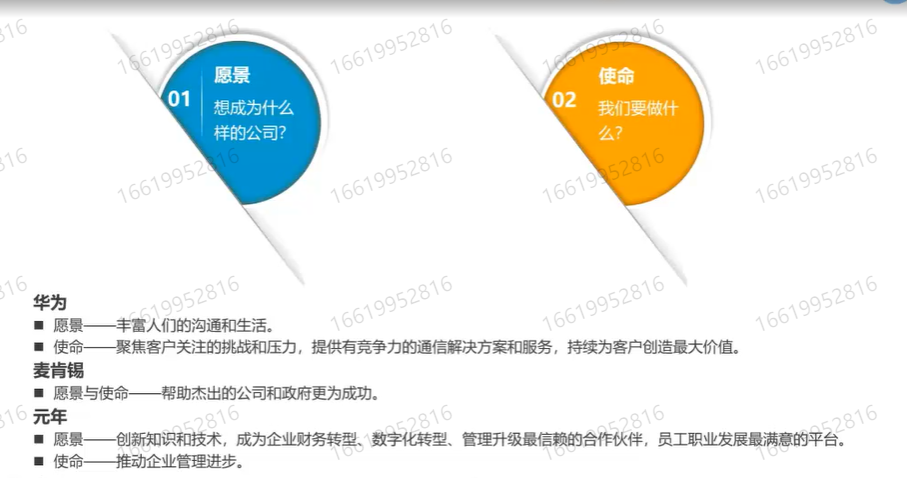 愿景
01
想成为什么
样的公司?
使命
02
我们要做什
么?
华为
■ 愿景——丰富人们的沟通和生活。
■ 使命——聚焦客户关注的挑战和压力，提供有竞争力的通信解决方案和服务，持续为客户创造最大价值。
麦肯锡
■ 愿景与使命——帮助杰出的公司和政府更为成功。
元年
■ 愿景——创新知识和技术，成为企业财务转型、数字化转型、管理升级最信赖的合作伙伴，员工职业发展最满意的平台。
■ 使命——推动企业管理进步。
16619952816